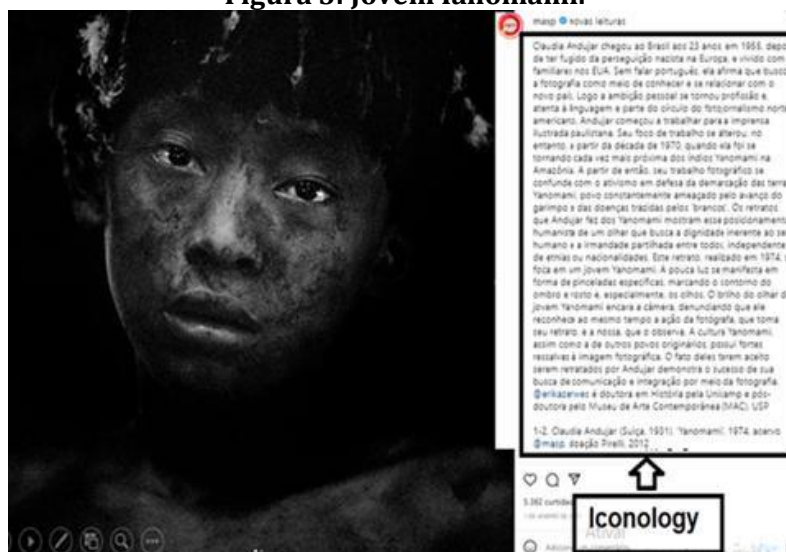 Figura 5: Jovem Ianomâmi.
masp novas leituras
Claudia Andujar chegou ao Brasil aos 23 anos, em 1955, depo
de ter fugido da perseguição nazista na Europa, e vivido com
familiares nos EUA. Sem falar português, ela afirma que busco
a fotografia como meio de conhecer e se relacionar com o
novo país. Logo a ambição pessoal se tornou profissão e,
atenta à linguagem e parte do círculo do fotojornalismo norte
americano, Andujar começou a trabalhar para a imprensa
ilustrada paulistana. Seu foco de trabalho se alterou, no
entanto, a partir da década de 1970, quando ela foi se
tornando cada vez mais próxima dos índios Yanomami na
Amazônia. A partir de então, seu trabalho fotográfico se
confunde com o ativismo em defesa da demarcação das terra
Yanomami, povo constantemente ameaçado pelo avanço do
garimpo e das doenças trazidas pelos 'brancos'. Os retratos
que Andujar fez dos Yanomami mostram esse posicionament
humanista de um olhar que busca a dignidade inerente ao se
humano e a irmandade partilhada entre todos, independente
de etnias ou nacionalidades. Este retrato, realizado em 1974, s
foca em um jovem Yanomami. A pouca luz se manifesta em
forma de pinceladas específicas, marcando o contorno do
ombro e rosto e, especialmente, os olhos. O brilho do olhar d
jovem Yanomami encara a câmera, denunciando que ele
reconhece ao mesmo tempo a ação da fotógrafa, que toma
seu retrato, e a nossa, que o observa. A cultura Yanomami,
assim como a de outros povos originários, possui fortes
ressalvas à imagem fotográfica. O fato deles terem aceito
serem retratados por Andujar demonstra o sucesso de sua
busca de comunicação e integração por meio da fotografia.
@erikazerwes é doutora em História pela Unicamp e pós-
doutora pelo Museu de Arte Contemporânea (MAC), USP
1-2. Claudia Andujar (Suíça, 1931), 'Yanomami', 1974, acervo
@masp, doação Pirelli, 2012
5.362 curtidas
Iconology
Ativar